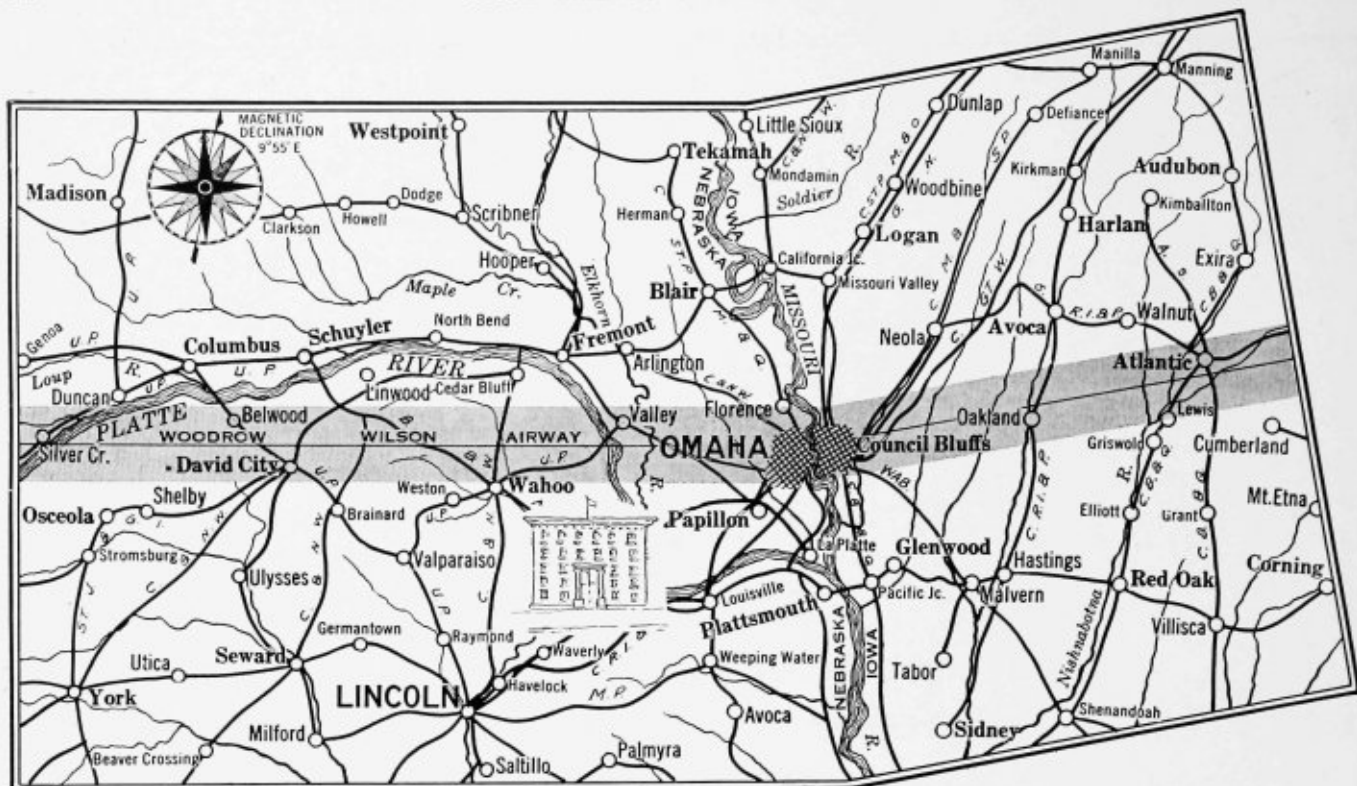 MAGNETIC
DECLINATION
9°55' E
Westpoint
Madison
Clarkson
Howell
Dodge
Scribner
Hooper
Maple Cr.
Elkhorn
R.
Tekamah
Herman
Blair
NEBRASKA
IOWA
MISSOURI
Little Sioux
Mondamin
Soldier R.
California Jc.
Missouri Valley
Dunlap
Woodbine
Logan
Manilla
Manning
Defiance
Kirkman
Audubon
Kimballton
Harlan
Exira
Neola
Avoca
Walnut
Atlantic
Genoa
U.P.
Loup R.
Columbus
Schuyler
U.P.
North Bend
Fremont
Arlington
C.&N.W.
Duncan
U.P.
PLATTE RIVER
Linwood
Cedar Bluff
Belwood
Valley
Florence
OMAHA
Council Bluffs
Oakland
Lewis
Griswold
Cumberland
Silver Cr.
WOODROW WILSON AIRWAY
U.P.
David City
Shelby
Osceola
Stromsburg
Weston
Wahoo
Brainard
Valparaiso
Ulysses
Papillon
La Platte
Glenwood
WAB
Elliott
Grant
Mt. Etna
Corning
Louisville
Plattsmouth
Pacific Jc.
Malvern
Hastings
Red Oak
Villisca
Germantown
Raymond
Waverly
Utica
Seward
York
Havelock
LINCOLN
M.P.
Weeping Water
NEBRASKA
IOWA
R.
Tabor
Nishnabotna
R.
Milford
Beaver Crossing
Saltillo
Palmyra
Avoca
Sidney
Shenandoah
C.R.I.&P.
C.B.&Q.
C.B.&Q.
R.I.&P.
C.GT.W.